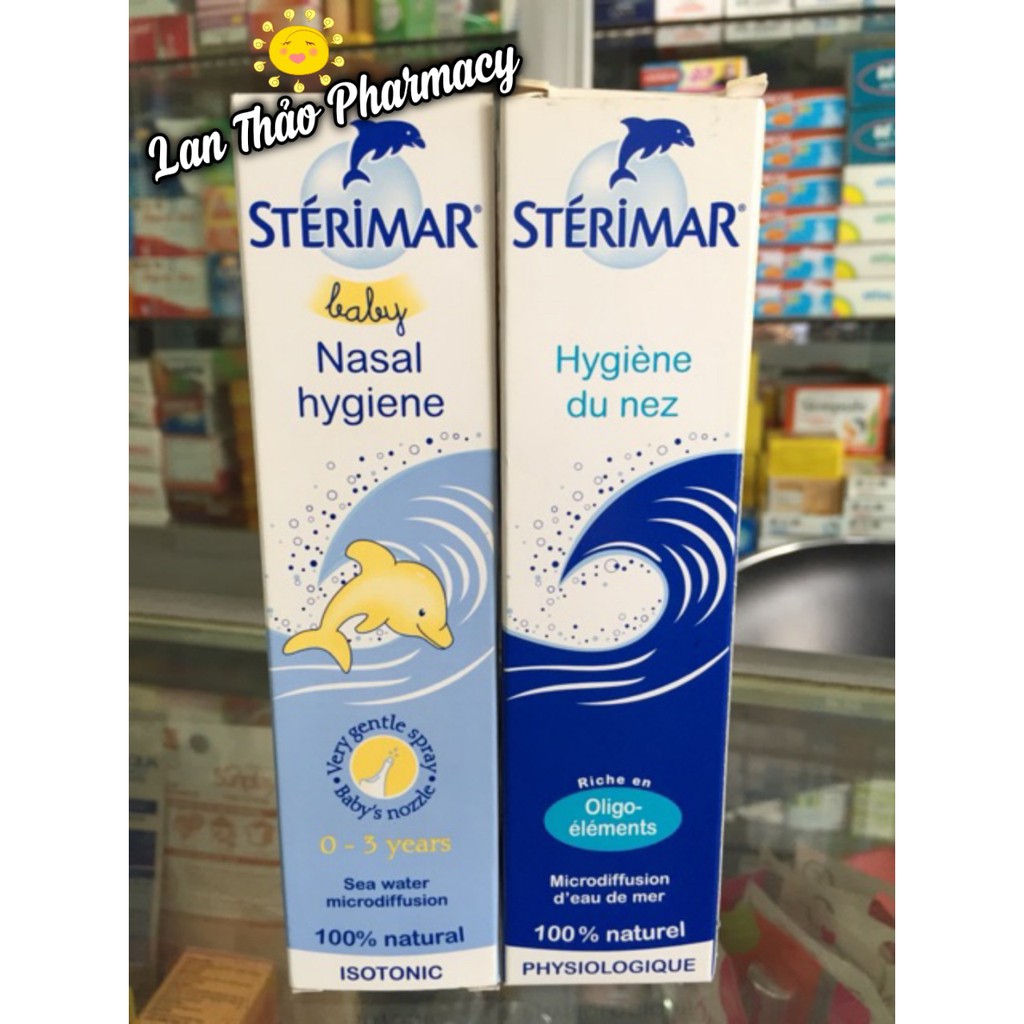 Lan Thảo Pharmacy
STÉRIMAR®
baby
Nasal
hygiene
Very gentle spray
Baby's nozzle
0 - 3 years
Sea water
microdiffusion
100% natural
ISOTONIC
STÉRIMAR®
Hygiène
du nez
Riche en
Oligo-
éléments
Microdiffusion
d'eau de mer
100% naturel
PHYSIOLOGIQUE